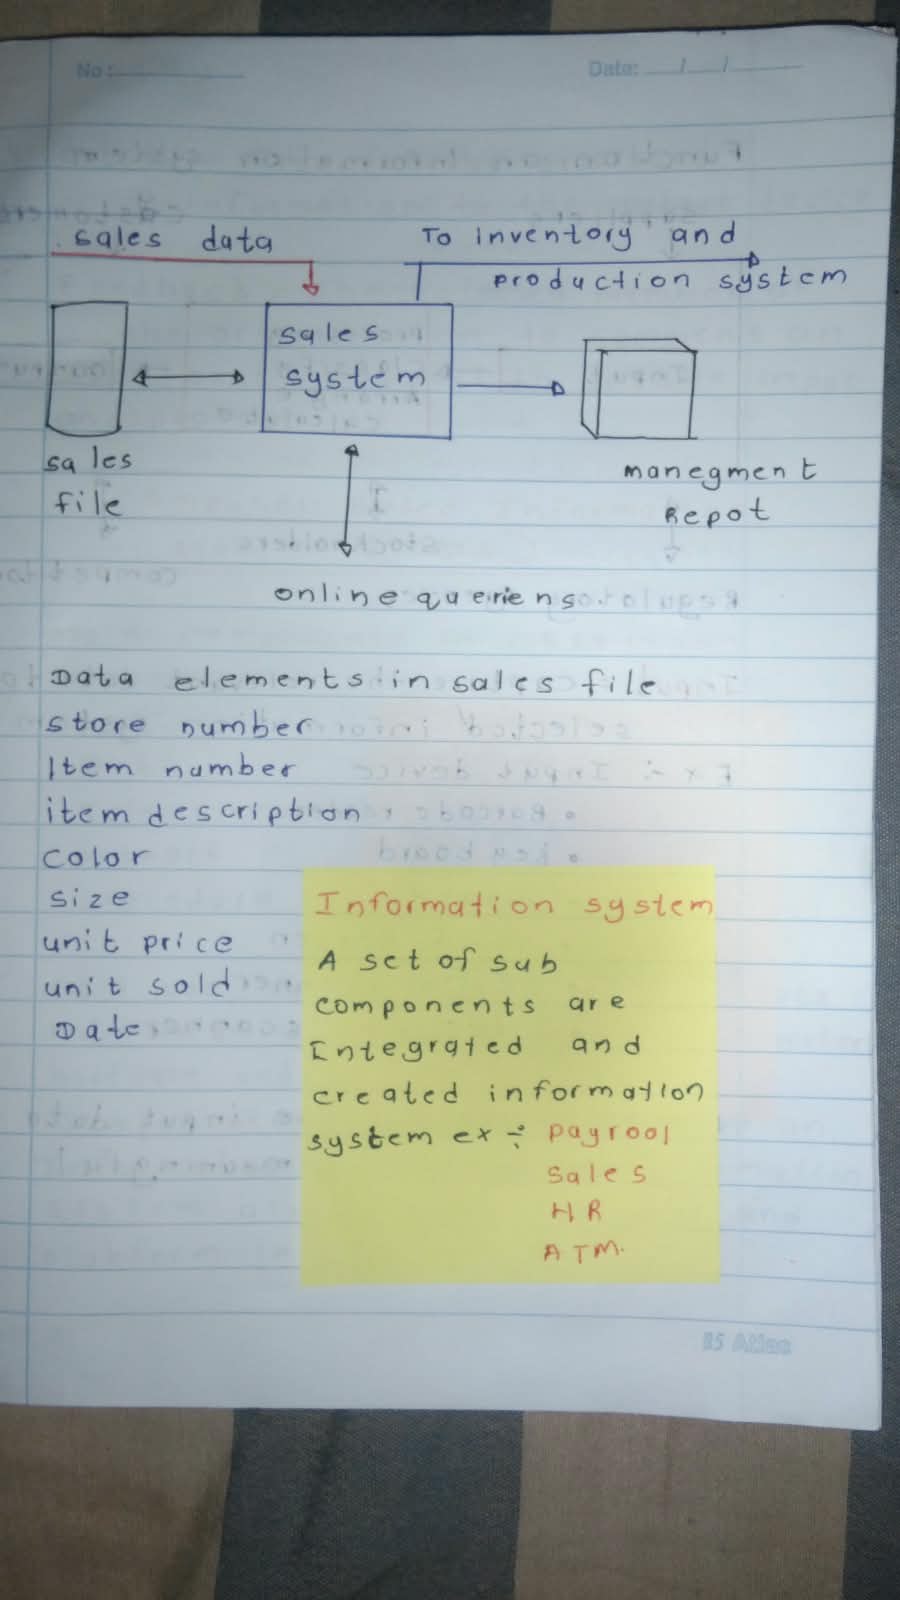 No:
Date: / /
sales data
To inventory and
production system
sales
system
sales
file
manegment
Repot
online queriens.
Data elements in sales file
store number
Item number
item description
color
size
unit price
unit sold
Date
Information system
A set of sub
components are
Integrated and
created information
system ex ÷ payrool
sales
HR
ATM.
Atlas